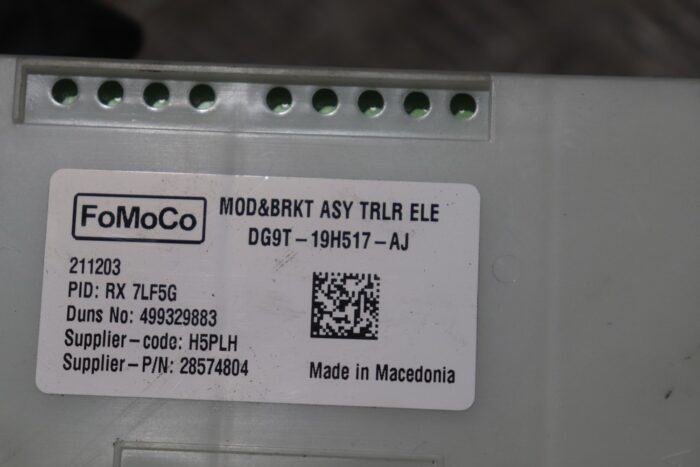 FoMoCo
MOD&BRKT ASY TRLR ELE
DG9T-19H517-AJ
211203
PID: RX 7LF5G
Duns No: 499329883
Supplier-code: H5PLH
Supplier-P/N: 28574804
Made in Macedonia